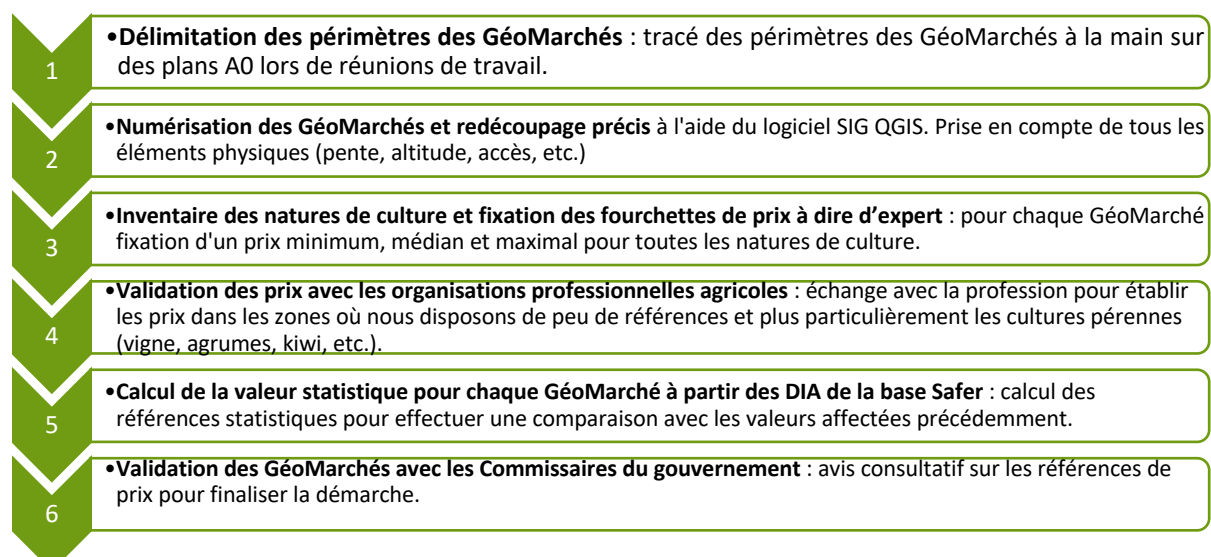 1
•Délimitation des périmètres des GéoMarchés : tracé des périmètres des GéoMarchés à la main sur
des plans A0 lors de réunions de travail.
2
•Numérisation des GéoMarchés et redécoupage précis à l'aide du logiciel SIG QGIS. Prise en compte de tous les
éléments physiques (pente, altitude, accès, etc.)
3
•Inventaire des natures de culture et fixation des fourchettes de prix à dire d’expert : pour chaque GéoMarché
fixation d'un prix minimum, médian et maximal pour toutes les natures de culture.
4
•Validation des prix avec les organisations professionnelles agricoles : échange avec la profession pour établir
les prix dans les zones où nous disposons de peu de références et plus particulièrement les cultures pérennes
(vigne, agrumes, kiwi, etc.).
5
•Calcul de la valeur statistique pour chaque GéoMarché à partir des DIA de la base Safer : calcul des
références statistiques pour effectuer une comparaison avec les valeurs affectées précédemment.
6
•Validation des GéoMarchés avec les Commissaires du gouvernement : avis consultatif sur les références de
prix pour finaliser la démarche.